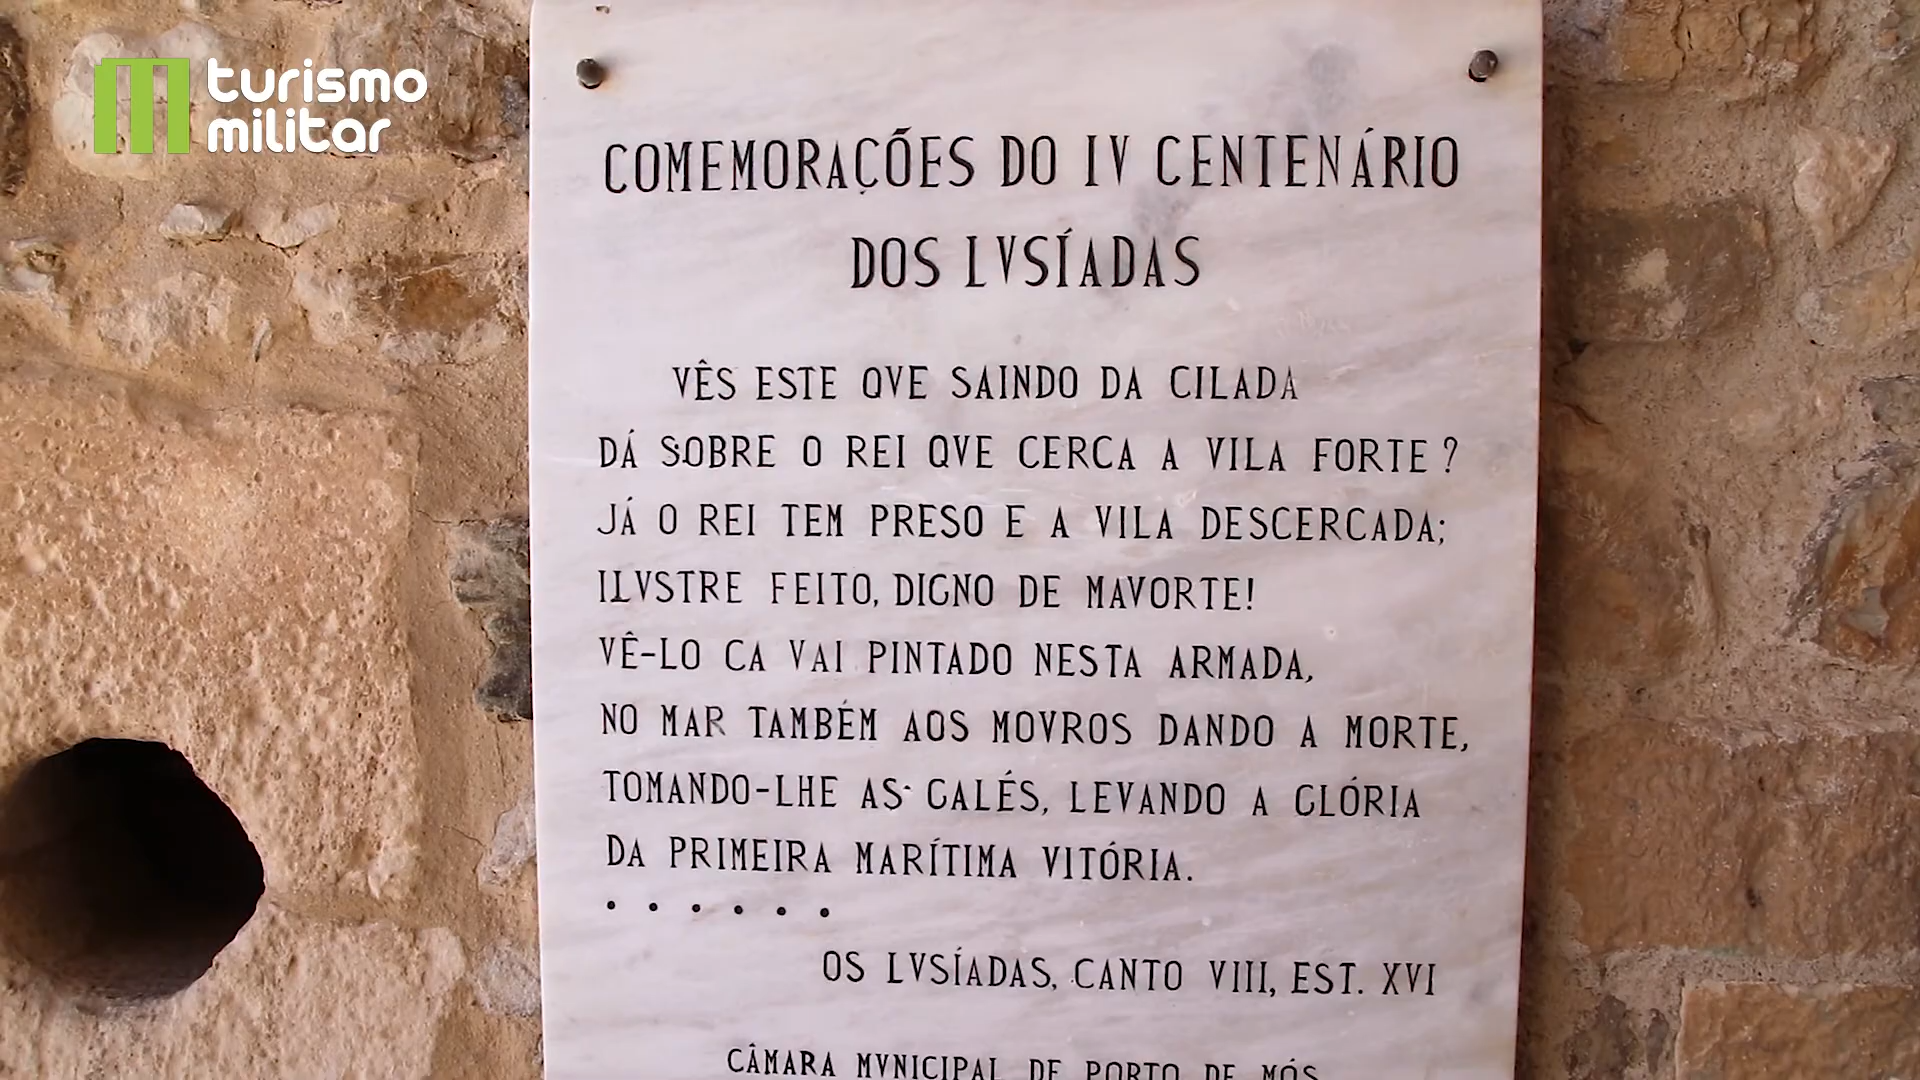 turismo
militar
COMEMORAÇÕES DO IV CENTENÁRIO
DOS LVSÍADAS
VÊS ESTE QVE SAINDO DA CILADA
DÁ SOBRE O REI QVE CERCA A VILA FORTE?
JÁ O REI TEM PRESO E A VILA DESCERCADA;
ILVSTRE FEITO, DIGNO DE MAVORTE!
VÊ-LO CA VAI PINTADO NESTA ARMADA,
NO MAR TAMBÉM AOS MOVROS DANDO A MORTE,
TOMANDO-LHE AS GALÉS, LEVANDO A GLÓRIA
DA PRIMEIRA MARÍTIMA VITÓRIA.
. . . . . .
OS LVSÍADAS, CANTO VIII, EST. XVI
CÂMARA MVNICIPAL DE PORTO DE MÓS